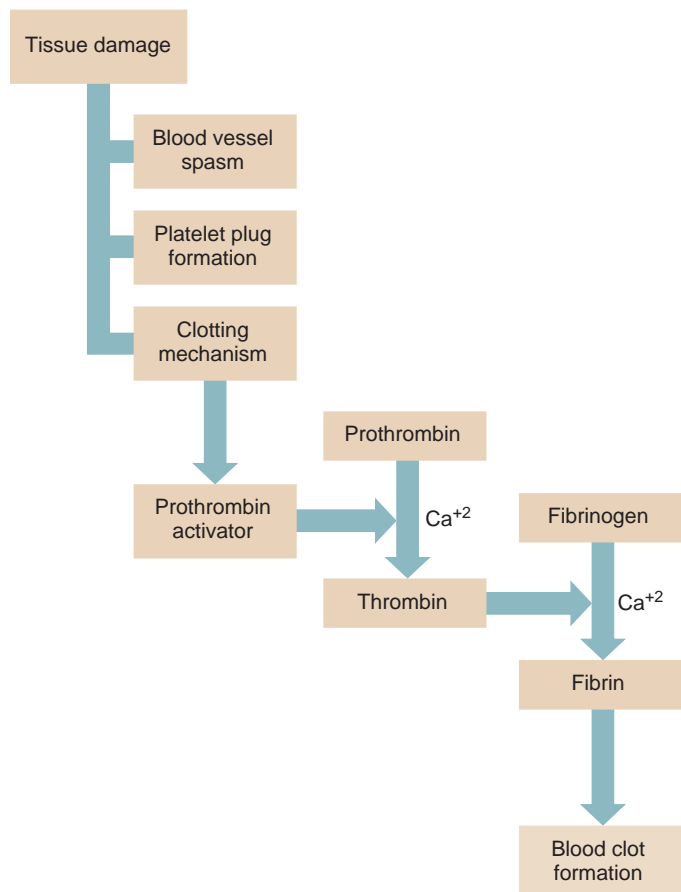 Tissue damage
Blood vessel
spasm
Platelet plug
formation
Clotting
mechanism
Prothrombin
Prothrombin
activator
Ca+2
Fibrinogen
Thrombin
Ca+2
Fibrin
Blood clot
formation